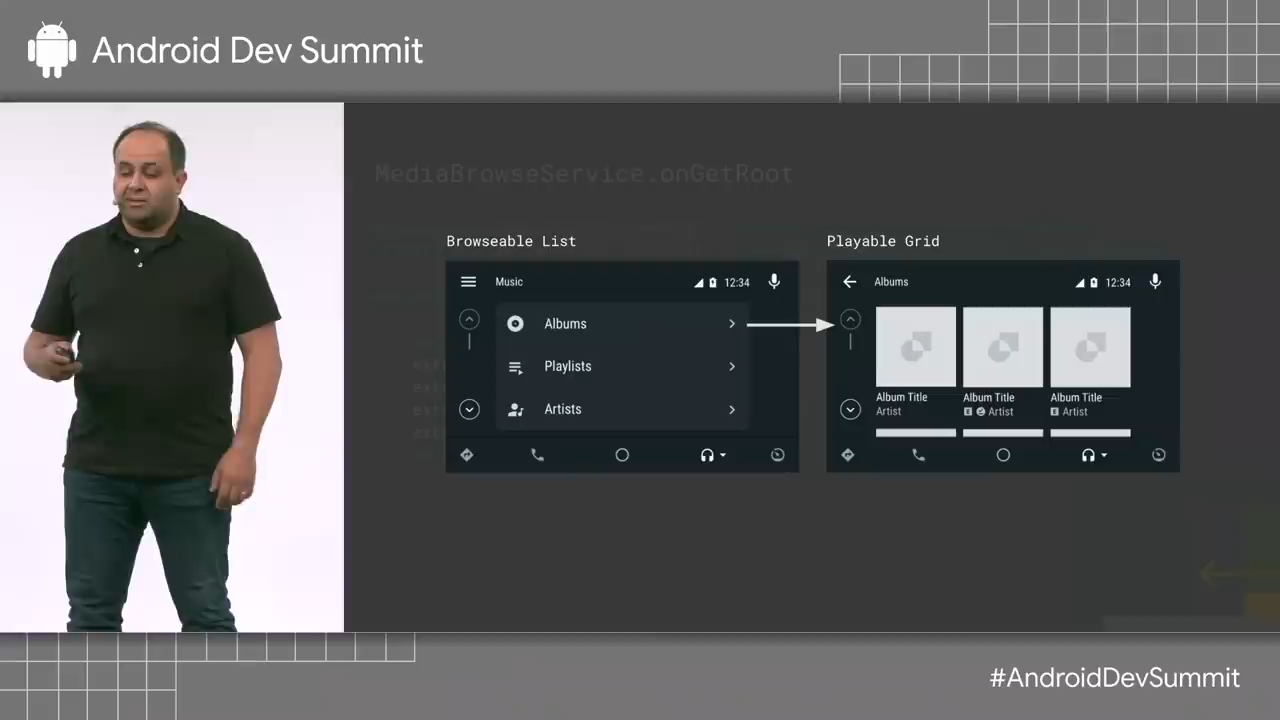 Android Dev Summit
MediaBrowseService.onGetRoot
Browseable List
Playable Grid
Music
12:34
Albums
Playlists
Artists
Albums
12:34
Album Title
Artist
Album Title
E Artist
Album Title
E Artist
#AndroidDevSummit